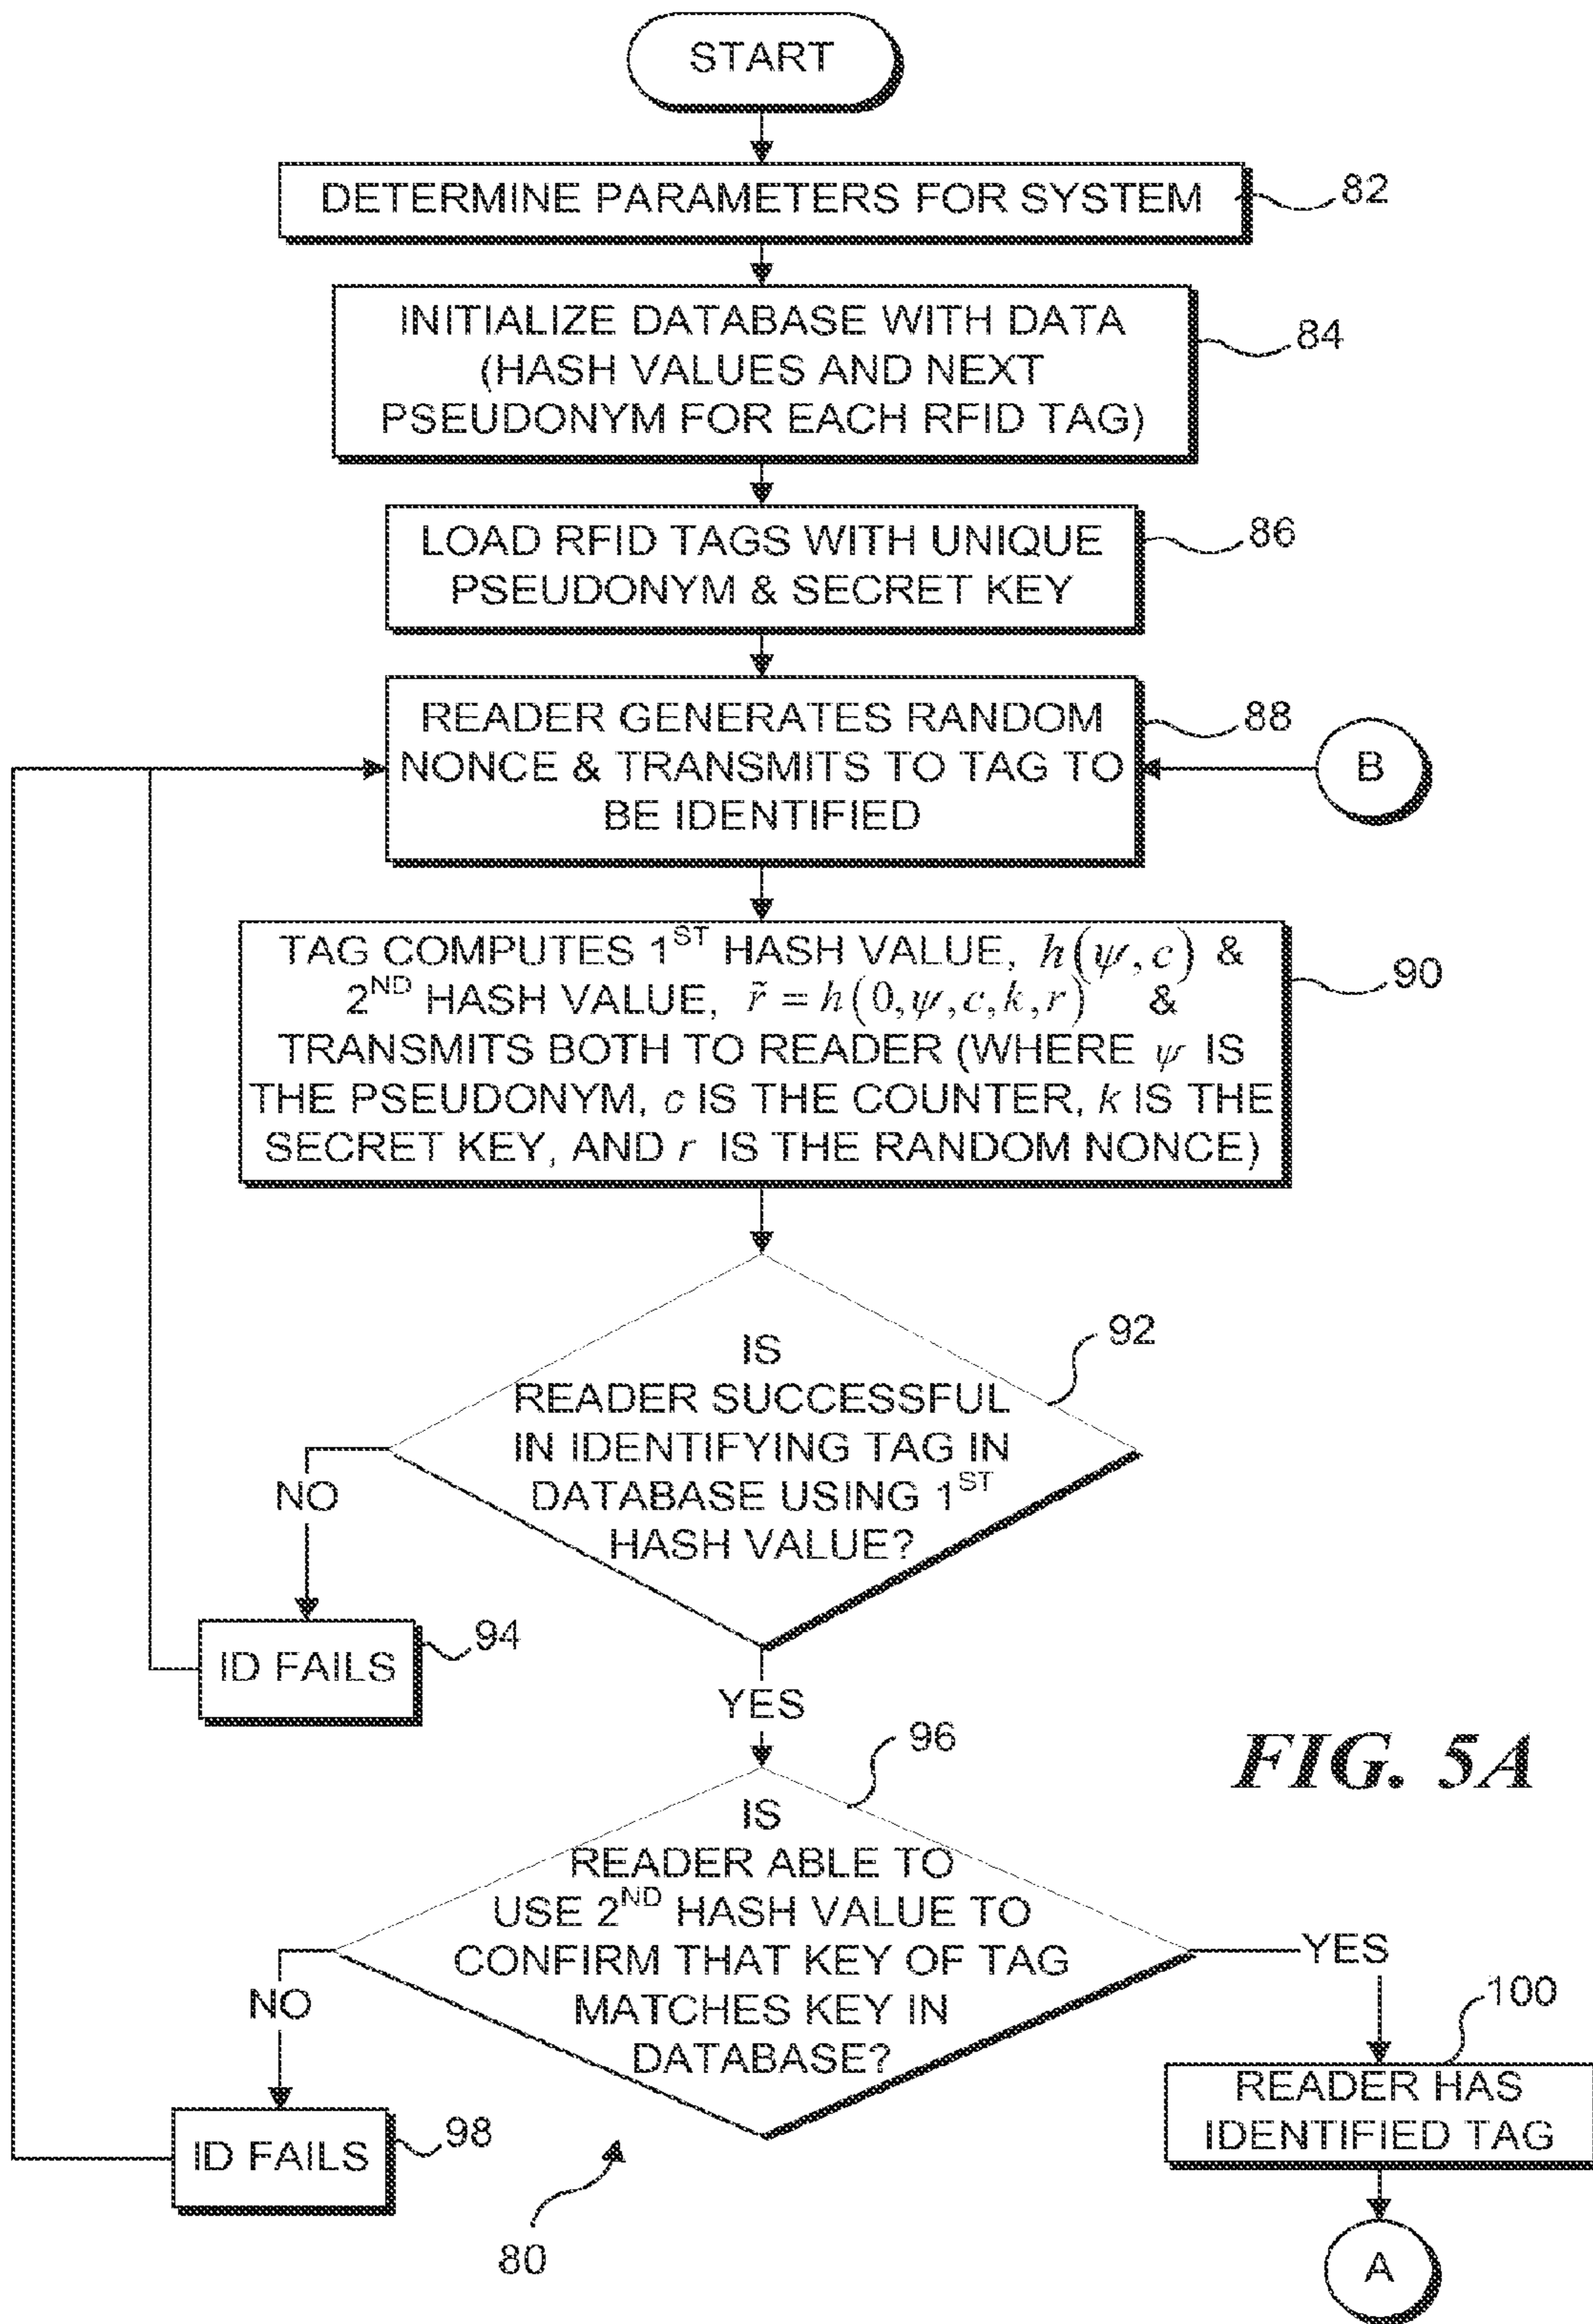 START
DETERMINE PARAMETERS FOR SYSTEM
82
INITIALIZE DATABASE WITH DATA
(HASH VALUES AND NEXT
PSEUDONYM FOR EACH RFID TAG)
84
LOAD RFID TAGS WITH UNIQUE
PSEUDONYM & SECRET KEY
86
READER GENERATES RANDOM
NONCE & TRANSMITS TO TAG TO
BE IDENTIFIED
88
B
TAG COMPUTES 1ST HASH VALUE, h(ψ, c) &
2ND HASH VALUE, r̃ = h(0,ψ,c,k,r) &
TRANSMITS BOTH TO READER (WHERE ψ IS
THE PSEUDONYM, c IS THE COUNTER, k IS THE
SECRET KEY, AND r IS THE RANDOM NONCE)
90
IS
READER SUCCESSFUL
IN IDENTIFYING TAG IN
DATABASE USING 1ST
HASH VALUE?
92
NO
ID FAILS
94
YES
IS
READER ABLE TO
USE 2ND HASH VALUE TO
CONFIRM THAT KEY OF TAG
MATCHES KEY IN
DATABASE?
96
NO
ID FAILS
98
YES
100
READER HAS
IDENTIFIED TAG
A
80
FIG. 5A